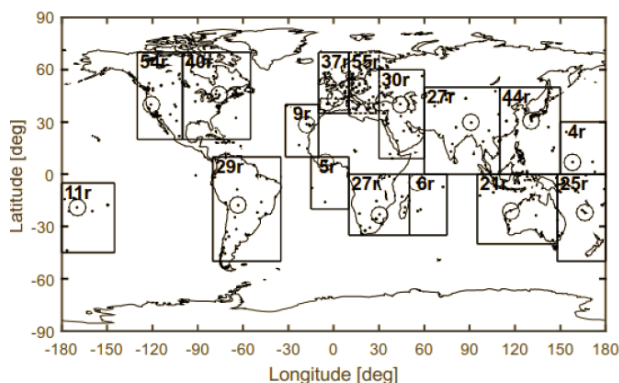 90
60
30
0
-30
-60
-90
Latitude [deg]
54r 40r 37r 55r
30r
9r 27r 44r
4r
5r
29r 27r 6r 21r 25r
11r
-180 -150 -120 -90 -60 -30 0 30 60 90 120 150 180
Longitude [deg]